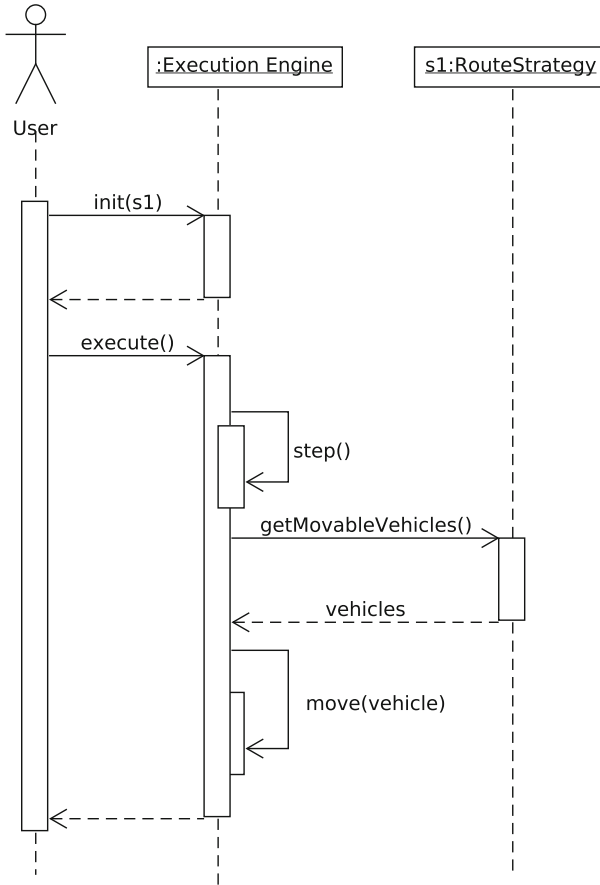 :Execution Engine
s1:RouteStrategy
User
init(s1)
execute()
step()
getMovableVehicles()
vehicles
move(vehicle)